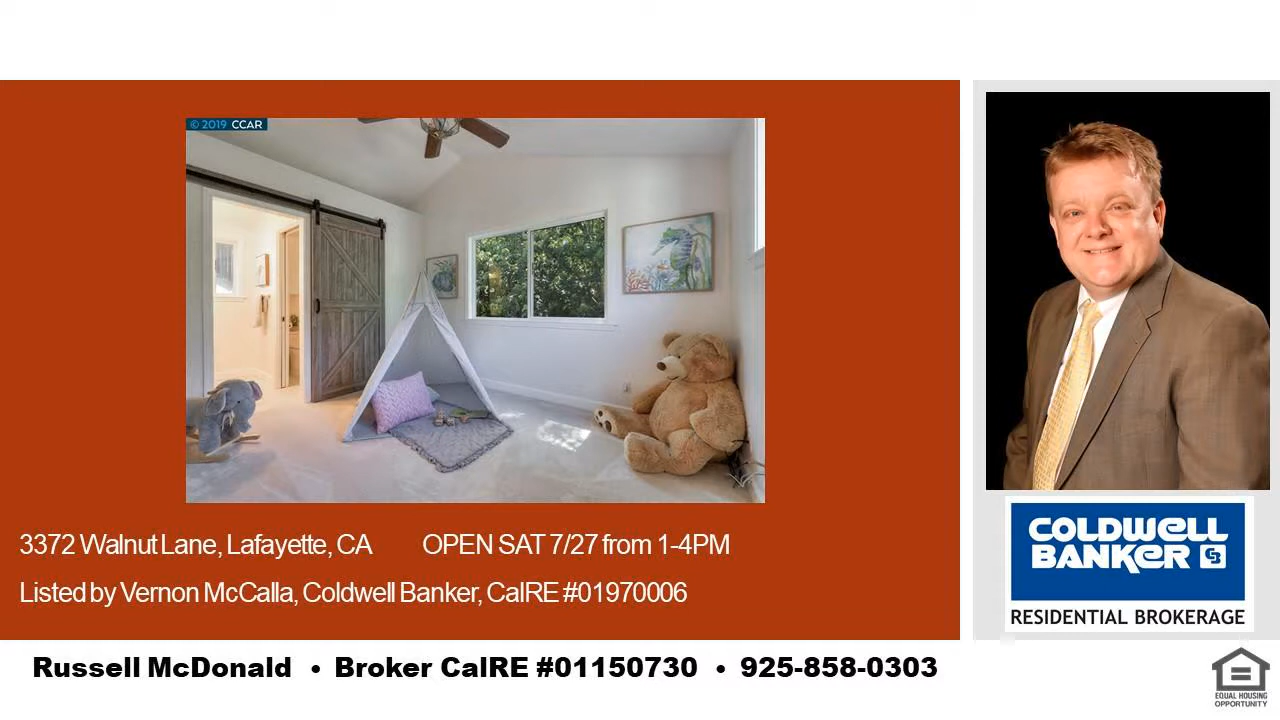 © 2019 CCAR
3372 Walnut Lane, Lafayette, CA OPEN SAT 7/27 from 1-4PM
Listed by Vernon McCalla, Coldwell Banker, CalRE #01970006
COLDWELL
BANKER CB
RESIDENTIAL BROKERAGE
Russell McDonald • Broker CalRE #01150730 • 925-858-0303
EQUAL HOUSING
OPPORTUNITY